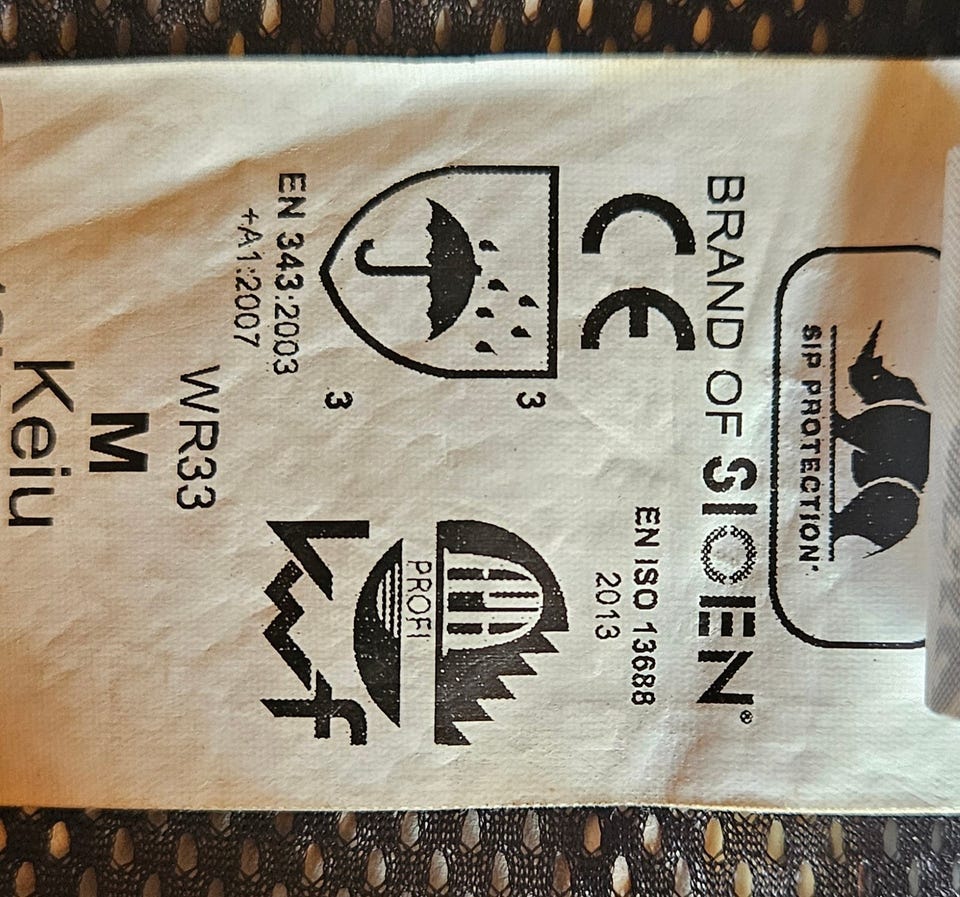 SIP PROTECTION®
BRAND OF SIOEN®
CE
EN ISO 13688
2013
3
3
EN 343:2003
+A1:2007
PROFI
kwf
WR33
M
Keiu